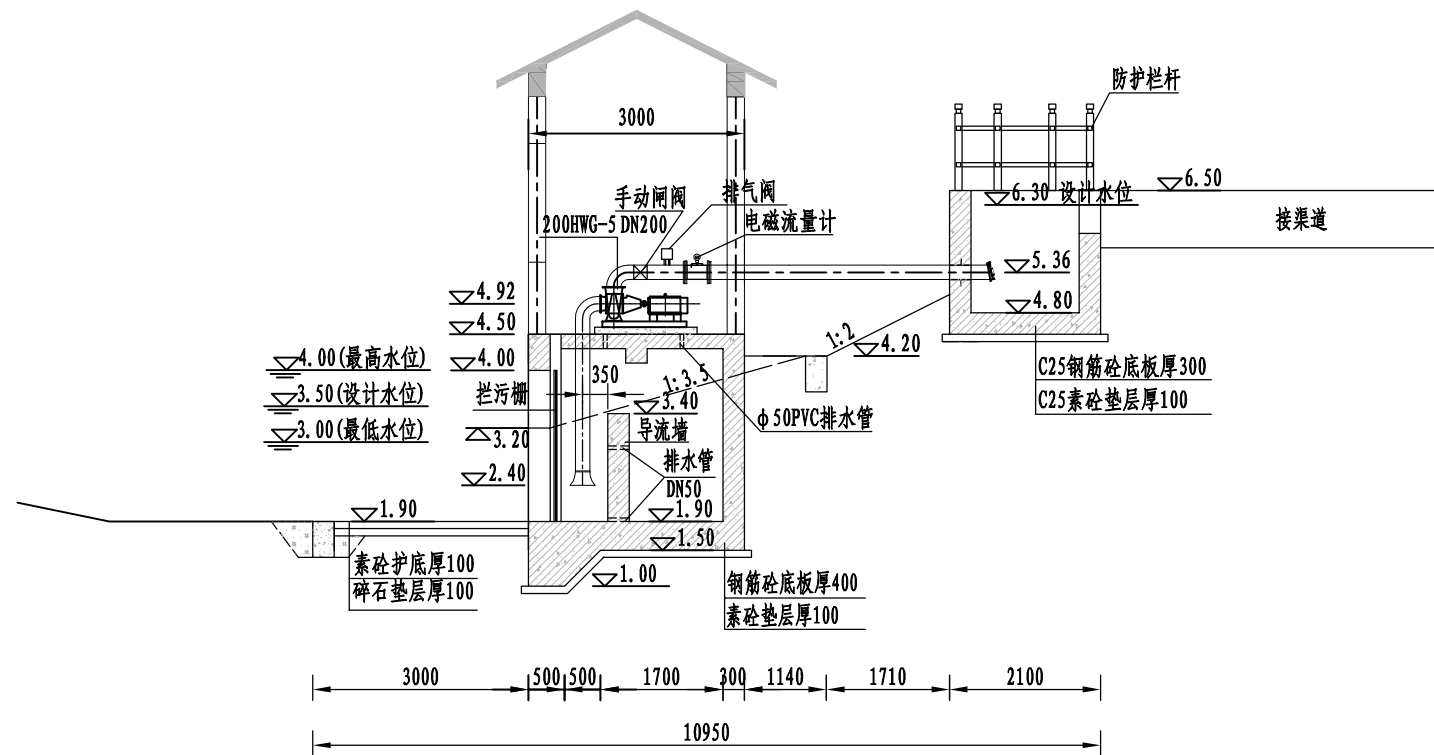 防护栏杆
3000
手动闸阀
排气阀
6.30 设计水位
6.50
200HWG-5
DN200
电磁流量计
接渠道
5.36
4.92
4.80
4.50
1:2
4.20
4.00(最高水位)
4.00
350
1:3.5
C25钢筋砼底板厚300
3.50(设计水位)
拦污栅
3.40
C25素砼垫层厚100
φ50PVC排水管
3.00(最低水位)
3.20
导流墙
2.40
排水管
DN50
1.90
1.90
1.50
素砼护底厚100
1.00
钢筋砼底板厚400
碎石垫层厚100
素砼垫层厚100
3000
500
500
1700
300
1140
1710
2100
10950